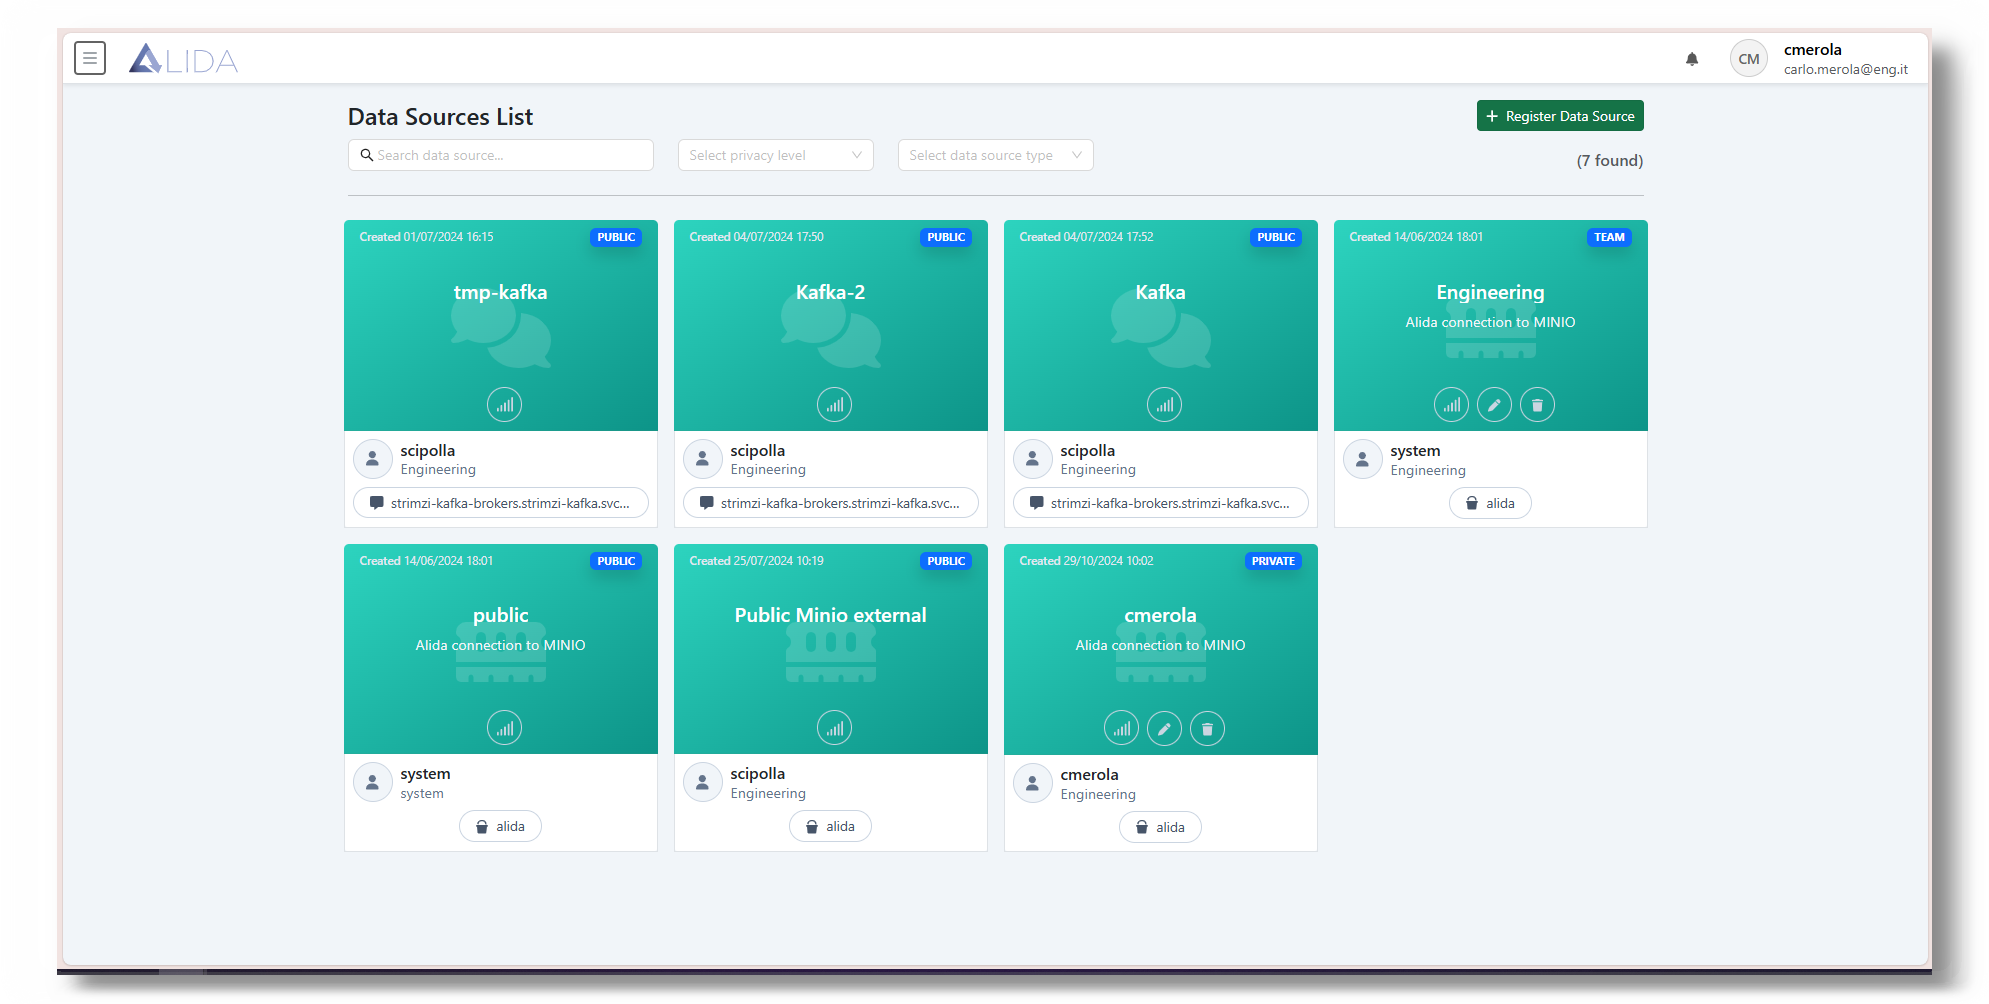 ALIDA
CM
cmerola
carlo.merola@eng.it
Data Sources List
+ Register Data Source
Search data source...
Select privacy level
Select data source type
(7 found)
Created 01/07/2024 16:15
PUBLIC
tmp-kafka
scipolla
Engineering
strimzi-kafka-brokers.strimzi-kafka.svc...
Created 04/07/2024 17:50
PUBLIC
Kafka-2
scipolla
Engineering
strimzi-kafka-brokers.strimzi-kafka.svc...
Created 04/07/2024 17:52
PUBLIC
Kafka
scipolla
Engineering
strimzi-kafka-brokers.strimzi-kafka.svc...
Created 14/06/2024 18:01
TEAM
Engineering
Alida connection to MINIO
system
Engineering
alida
Created 14/06/2024 18:01
PUBLIC
public
Alida connection to MINIO
system
system
alida
Created 25/07/2024 10:19
PUBLIC
Public Minio external
scipolla
Engineering
alida
Created 29/10/2024 10:02
PRIVATE
cmerola
Alida connection to MINIO
cmerola
Engineering
alida